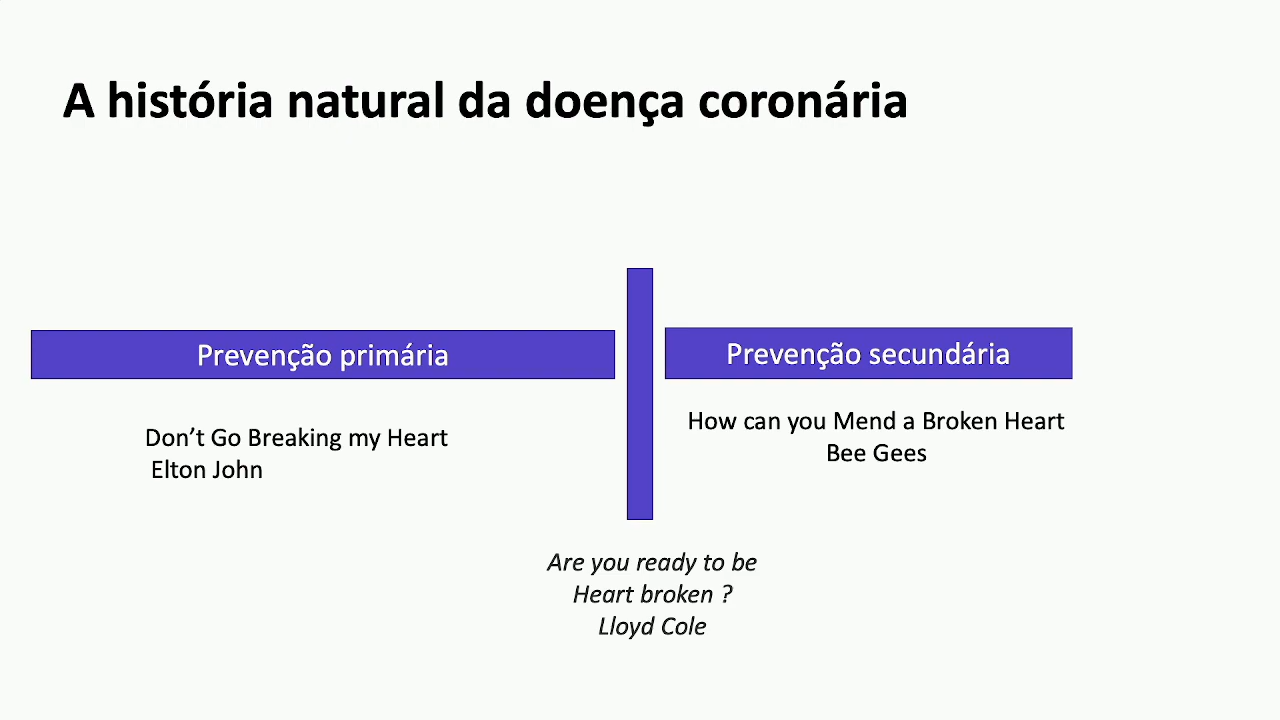 A história natural da doença coronária
Prevenção primária
Prevenção secundária
Don’t Go Breaking my Heart
Elton John
How can you Mend a Broken Heart
Bee Gees
Are you ready to be
Heart broken ?
Lloyd Cole